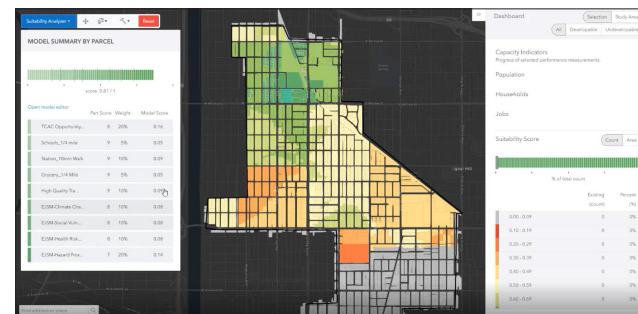 Suitability Analyzer
Reset
MODEL SUMMARY BY PARCEL
score: 0.81 / 1
Open model editor
Part Score Weight Model Score
TCAC Opportunity... 8 20% 0.16
Schools_1/4 mile 9 5% 0.05
Station_10min Walk 9 10% 0.09
Grocery_1/4 Mile 9 5% 0.05
High Quality Tra... 9 10% 0.09
EJSM-Climate Cha... 8 10% 0.08
EJSM-Social Vuln... 8 10% 0.08
EJSM-Health Risk... 8 10% 0.08
EJSM-Hazard Prox... 7 20% 0.14
Find address or place
Dashboard
Selection Study Area
All Developable Undevelopable
Capacity Indicators
Progress of selected performance measurements
Population
Households
Jobs
Suitability Score
Count Area
% of total count
Existing Percent
(count) (%)
0.00 - 0.09 0 0%
0.10 - 0.19 0 0%
0.20 - 0.29 0 0%
0.30 - 0.39 0 0%
0.40 - 0.49 0 0%
0.50 - 0.59 0 0%
0.60 - 0.69 0 0%